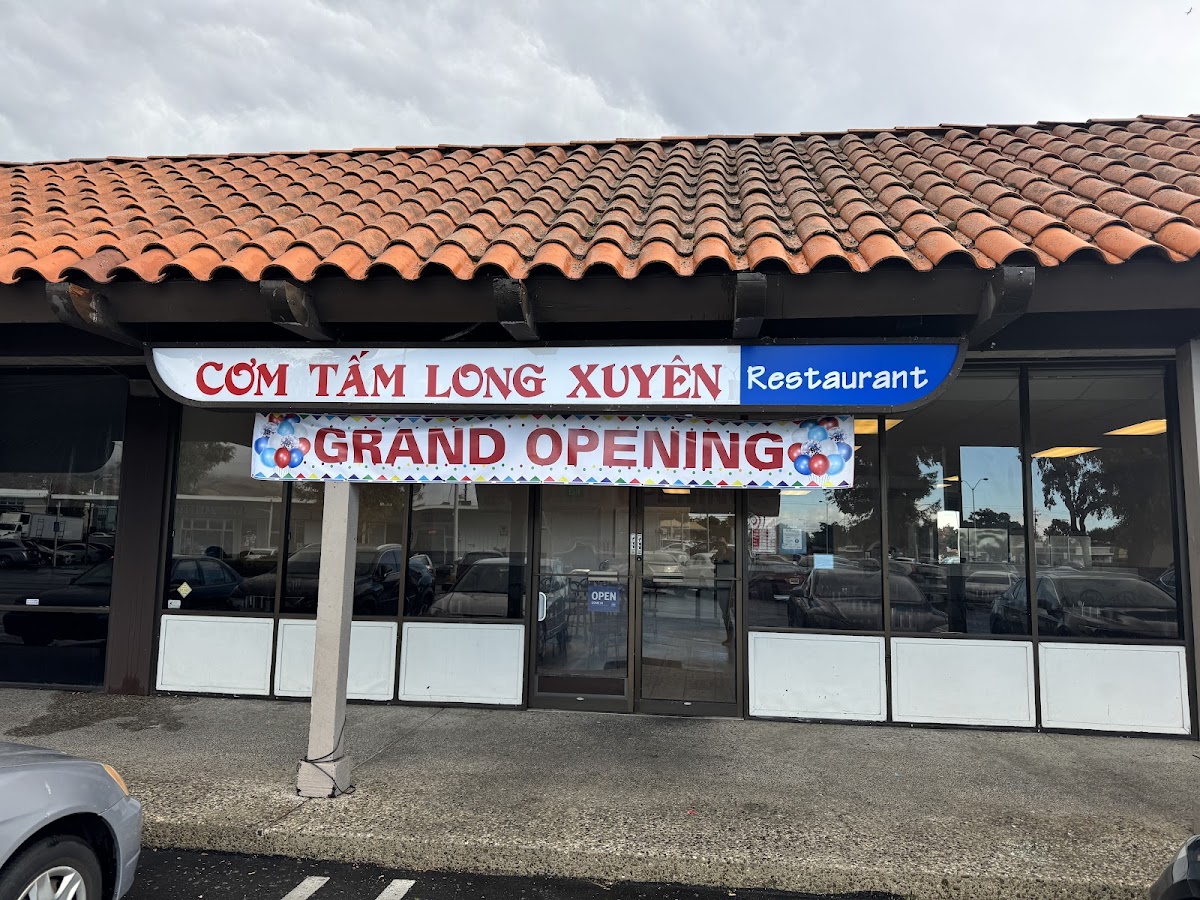 CƠM TẤM LONG XUYÊN Restaurant
GRAND OPENING
OPEN